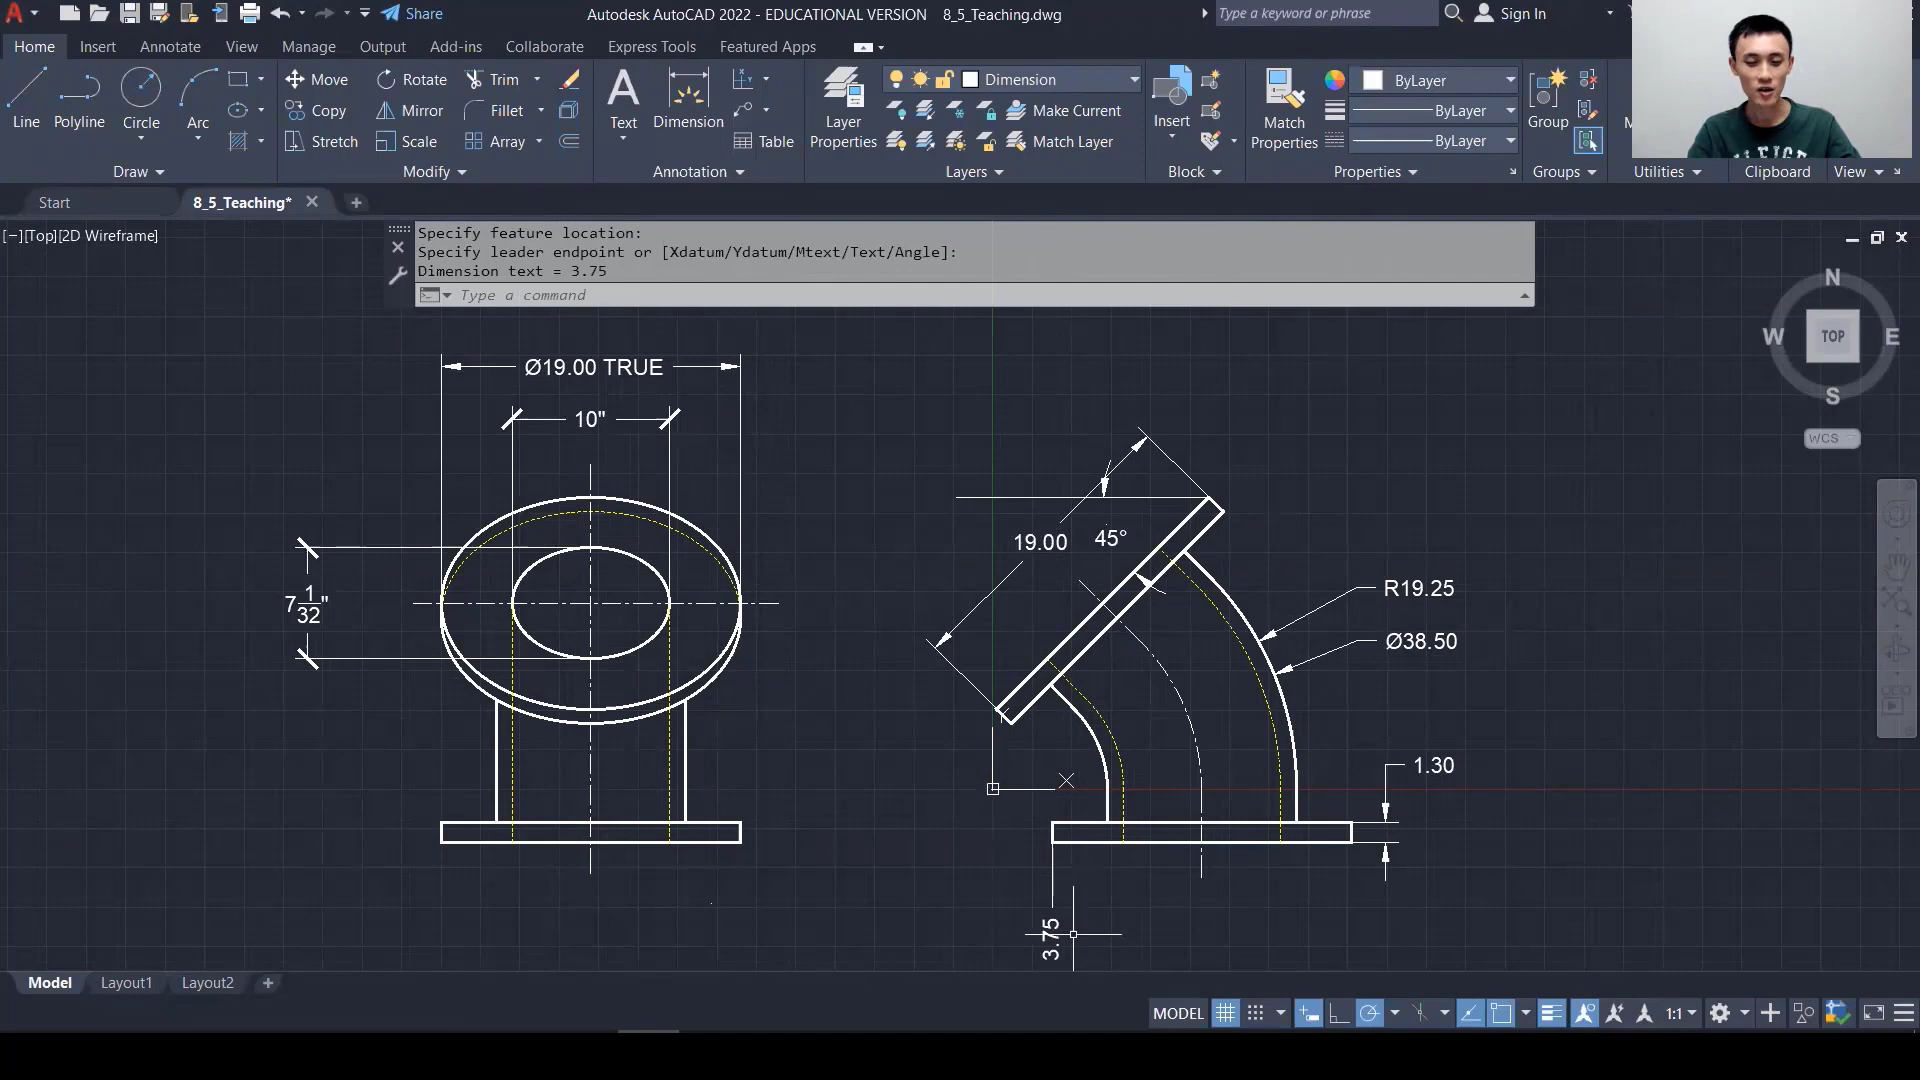 A Share Autodesk AutoCAD 2022 - EDUCATIONAL VERSION 8_5_Teaching.dwg Type a keyword or phrase Sign In
Home Insert Annotate View Manage Output Add-ins Collaborate Express Tools Featured Apps
Line Polyline Circle Arc
Move Rotate Trim
Copy Mirror Fillet
Stretch Scale Array
A Text Dimension Table
Layer Properties
Dimension
Make Current
Match Layer
Insert
Match Properties
ByLayer
ByLayer
ByLayer
Group
Draw Modify Annotation Layers Block Properties Groups Utilities Clipboard View
Start 8_5_Teaching*
[−][Top][2D Wireframe]
Specify feature location:
Specify leader endpoint or [Xdatum/Ydatum/Mtext/Text/Angle]:
Dimension text = 3.75
Type a command
N
W TOP E
S
WCS
Ø19.00 TRUE
10"
7 1/32"
19.00
45°
R19.25
Ø38.50
1.30
3.75
Model Layout1 Layout2
MODEL 1:1